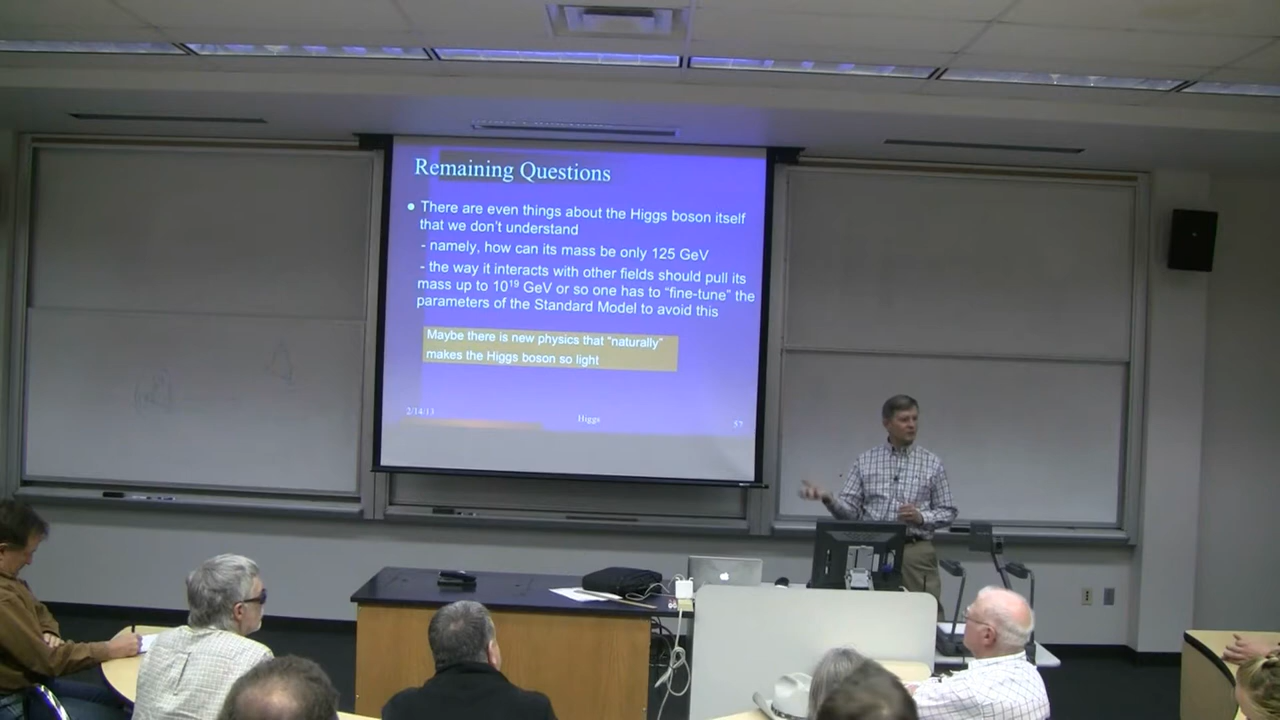 Remaining Questions
• There are even things about the Higgs boson itself
that we don't understand
- namely, how can its mass be only 125 GeV
- the way it interacts with other fields should pull its
mass up to 10¹⁹ GeV or so one has to “fine-tune” the
parameters of the Standard Model to avoid this
Maybe there is new physics that “naturally”
makes the Higgs boson so light
2/14/13
Higgs
57